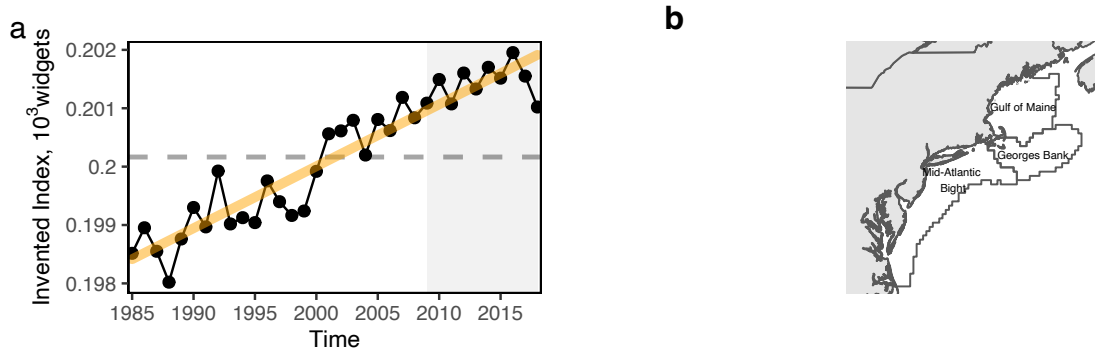 a
Invented Index, 10³widgets
0.202
0.201
0.2
0.199
0.198
1985 1990 1995 2000 2005 2010 2015
Time
b
Gulf of Maine
Georges Bank
Mid-Atlantic
Bight